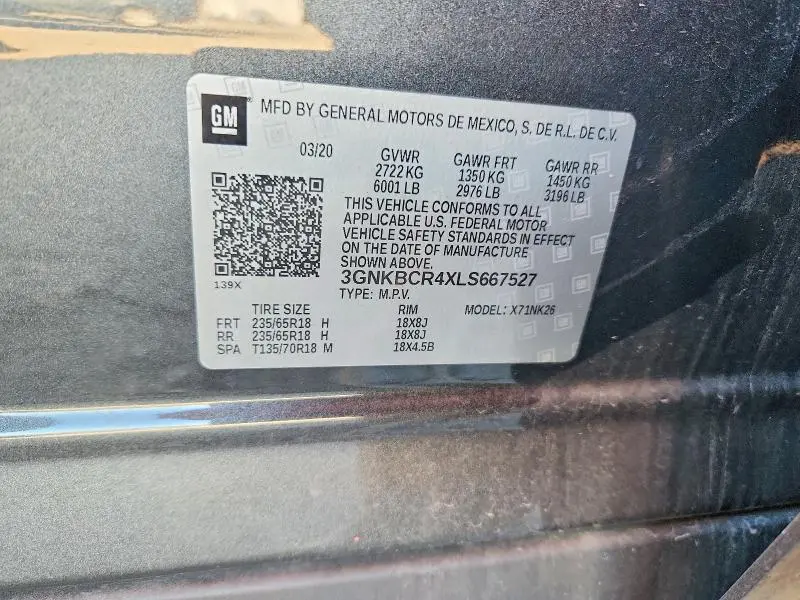 GM MFD BY GENERAL MOTORS DE MEXICO, S. DE R.L. DE C.V.
03/20 GVWR GAWR FRT GAWR RR
2722 KG 1350 KG 1450 KG
6001 LB 2976 LB 3196 LB
THIS VEHICLE CONFORMS TO ALL
APPLICABLE U.S. FEDERAL MOTOR
VEHICLE SAFETY STANDARDS IN EFFECT
ON THE DATE OF MANUFACTURE
SHOWN ABOVE.
139X 3GNKBCR4XLS667527
TYPE: M.P.V.
TIRE SIZE RIM MODEL: X71NK26
FRT 235/65R18 H 18X8J
RR 235/65R18 H 18X8J
SPA T135/70R18 M 18X4.5B